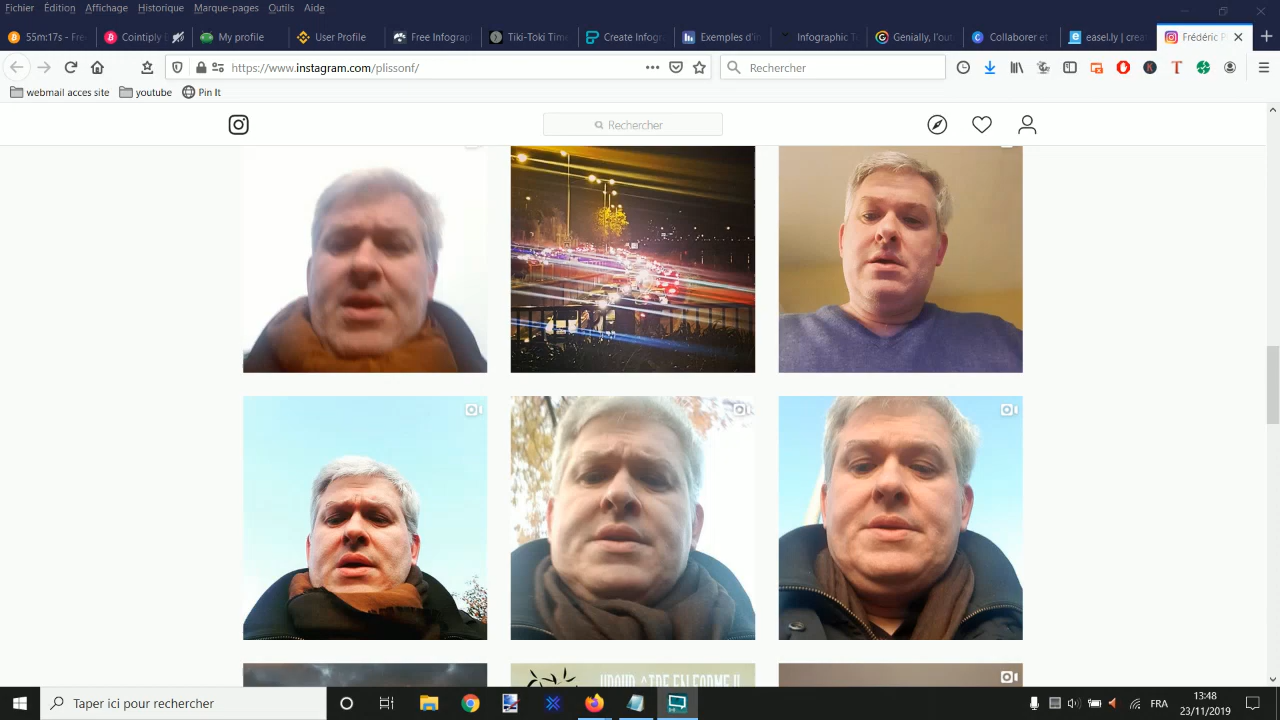 Fichier Édition Affichage Historique Marque-pages Outils Aide
55m:17s - Fre
Cointiply E
My profile
User Profile
Free Infograp
Tiki-Toki Time
Create Infogr
Exemples d'in
Infographic T
Genially, l'out
Collaborer et
easel.ly | crea
Frédéric P
https://www.instagram.com/plissonf/
Rechercher
webmail acces site youtube Pin It
Rechercher
Taper ici pour rechercher
FRA
13:48
23/11/2019